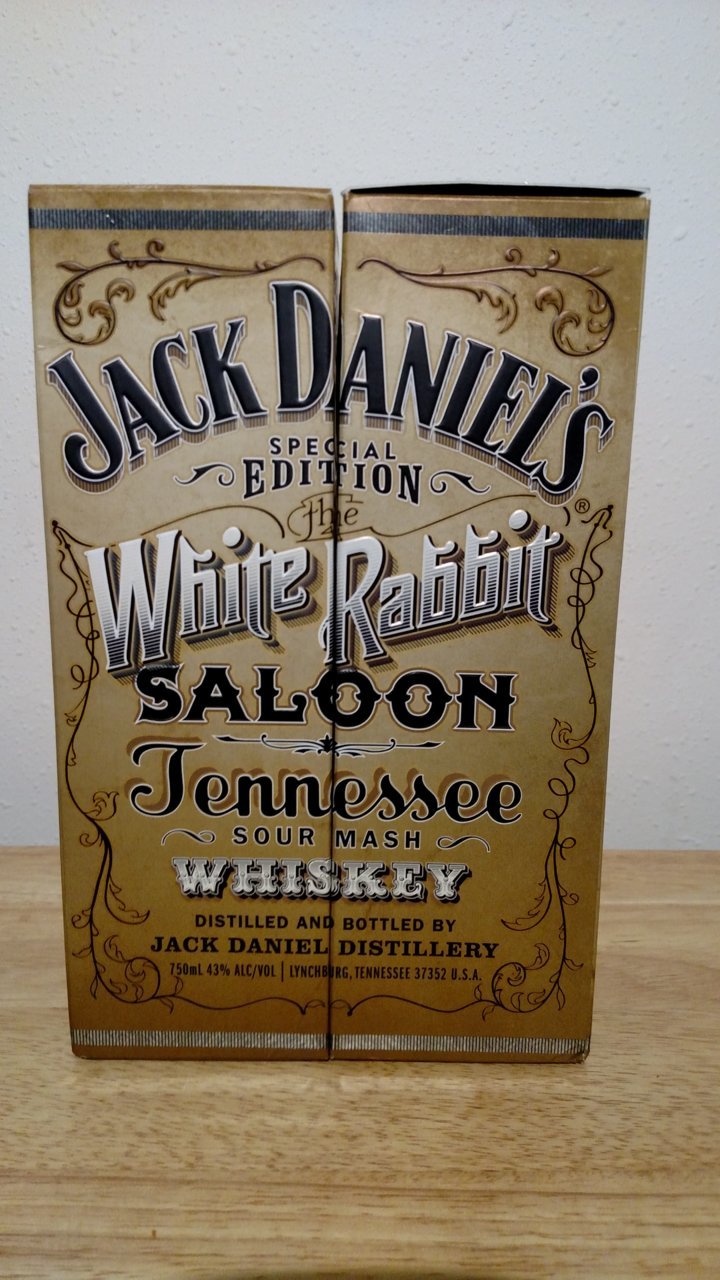 JACK DANIEL'S
SPECIAL
EDITION
®
the
White Rabbit
SALOON
Tennessee
SOUR MASH
WHISKEY
DISTILLED AND BOTTLED BY
JACK DANIEL DISTILLERY
750mL 43% ALC/VOL | LYNCHBURG, TENNESSEE 37352 U.S.A.